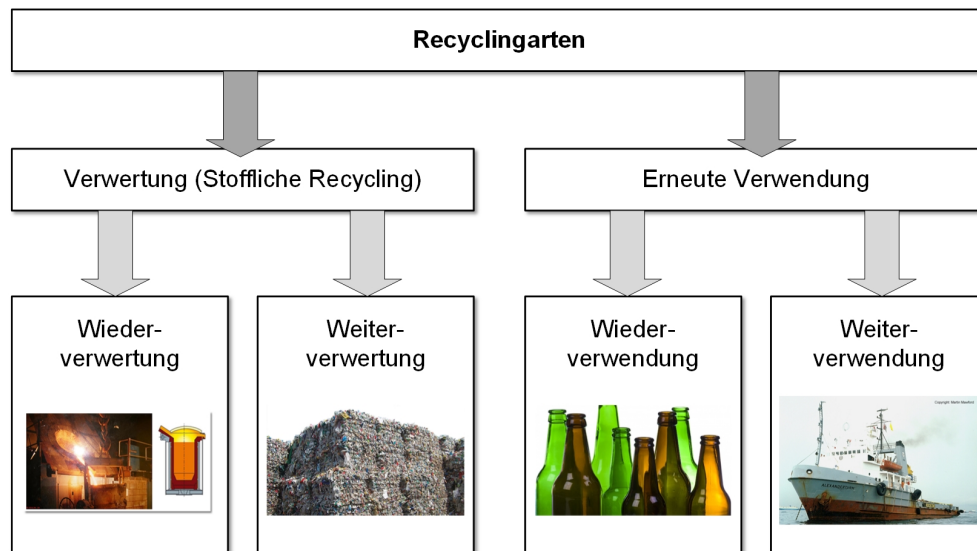 Recyclingarten
Verwertung (Stoffliche Recycling)
Erneute Verwendung
Wieder-
verwertung
Weiter-
verwertung
Wieder-
verwendung
Weiter-
verwendung